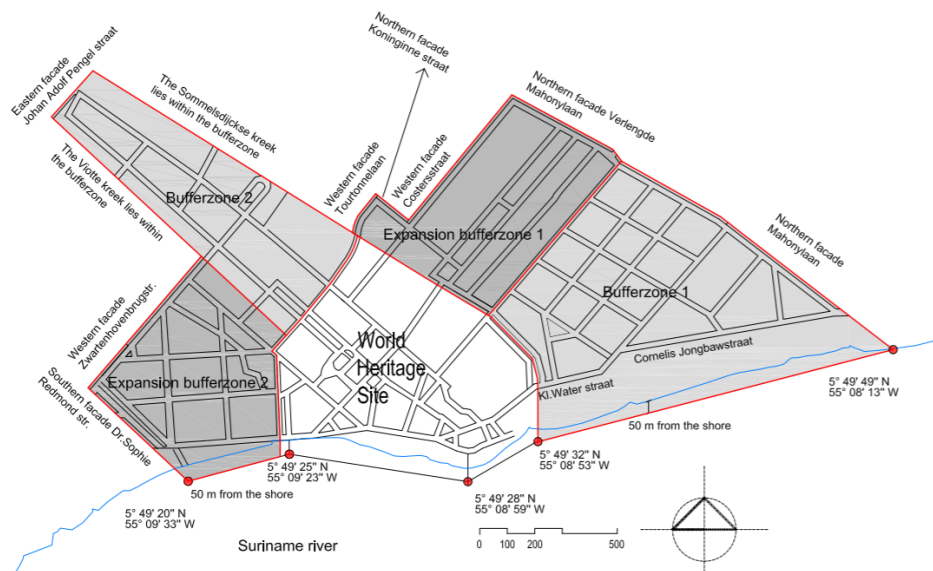 Northern facade
Koninginne straat
Eastern facade
Johan Adolf Pengel straat
The Sommelsdijckse kreek
lies within the bufferzone
Northern facade Verlengde
Mahonylaan
The Viotte kreek lies within
the bufferzone
Western facade
Tourtonnelaan
Western facade
Costersstraat
Bufferzone 2
Expansion bufferzone 1
Northern facade
Mahonylaan
Western facade
Zwartenhovenbrugstr.
Bufferzone 1
World
Heritage
Site
Cornelis Jongbawstraat
Expansion bufferzone 2
Kl.Water straat
Southern facade Dr.Sophie
Redmond str.
5° 49' 49" N
55° 08' 13" W
50 m from the shore
5° 49' 32" N
55° 08' 53" W
5° 49' 25" N
55° 09' 23" W
50 m from the shore
5° 49' 28" N
55° 08' 59" W
5° 49' 20" N
55° 09' 33" W
Suriname river
0 100 200 500